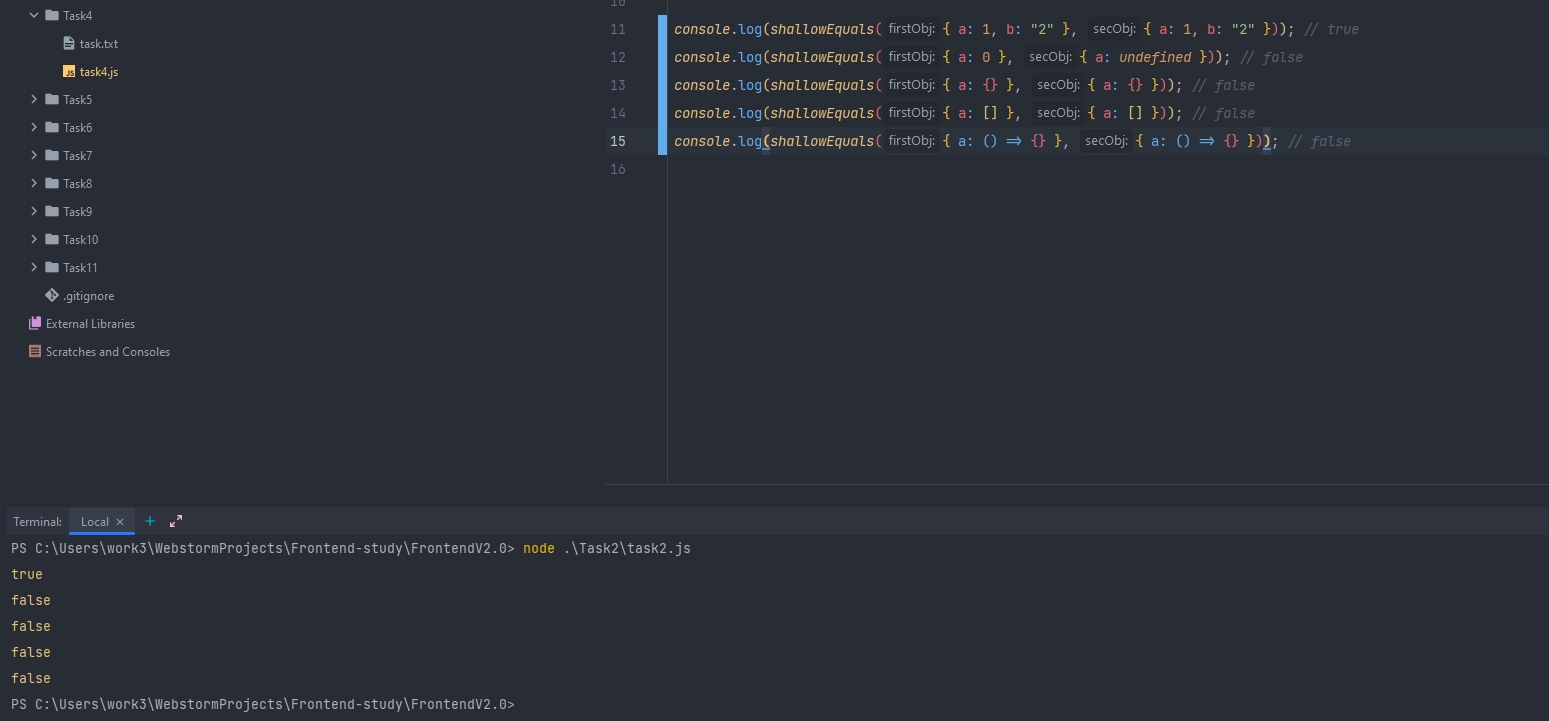 Task4
task.txt
task4.js
Task5
Task6
Task7
Task8
Task9
Task10
Task11
.gitignore
External Libraries
Scratches and Consoles
10
11 console.log(shallowEquals( firstObj: { a: 1, b: "2" }, secObj: { a: 1, b: "2" })); // true
12 console.log(shallowEquals( firstObj: { a: 0 }, secObj: { a: undefined })); // false
13 console.log(shallowEquals( firstObj: { a: {} }, secObj: { a: {} })); // false
14 console.log(shallowEquals( firstObj: { a: [] }, secObj: { a: [] })); // false
15 console.log(shallowEquals( firstObj: { a: () => {} }, secObj: { a: () => {} })); // false
16
Terminal: Local × +
PS C:\Users\work3\WebstormProjects\Frontend-study\FrontendV2.0> node .\Task2\task2.js
true
false
false
false
false
PS C:\Users\work3\WebstormProjects\Frontend-study\FrontendV2.0>